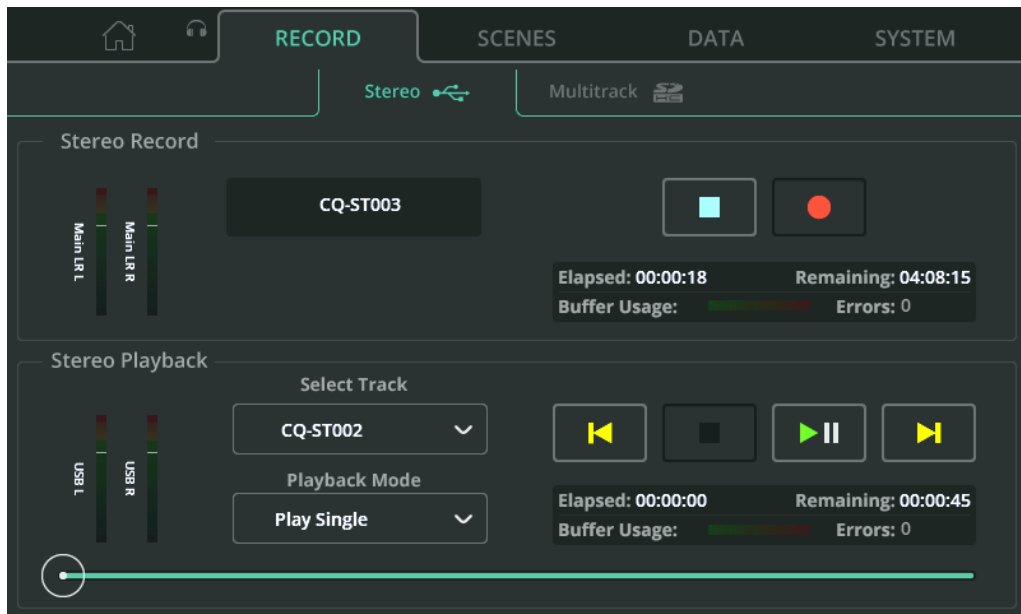 RECORD SCENES DATA SYSTEM
Stereo Multitrack
Stereo Record
Main LR L
Main LR R
CQ-ST003
Elapsed: 00:00:18 Remaining: 04:08:15
Buffer Usage: Errors: 0
Stereo Playback
USB L
USB R
Select Track
CQ-ST002
Playback Mode
Play Single
Elapsed: 00:00:00 Remaining: 00:00:45
Buffer Usage: Errors: 0